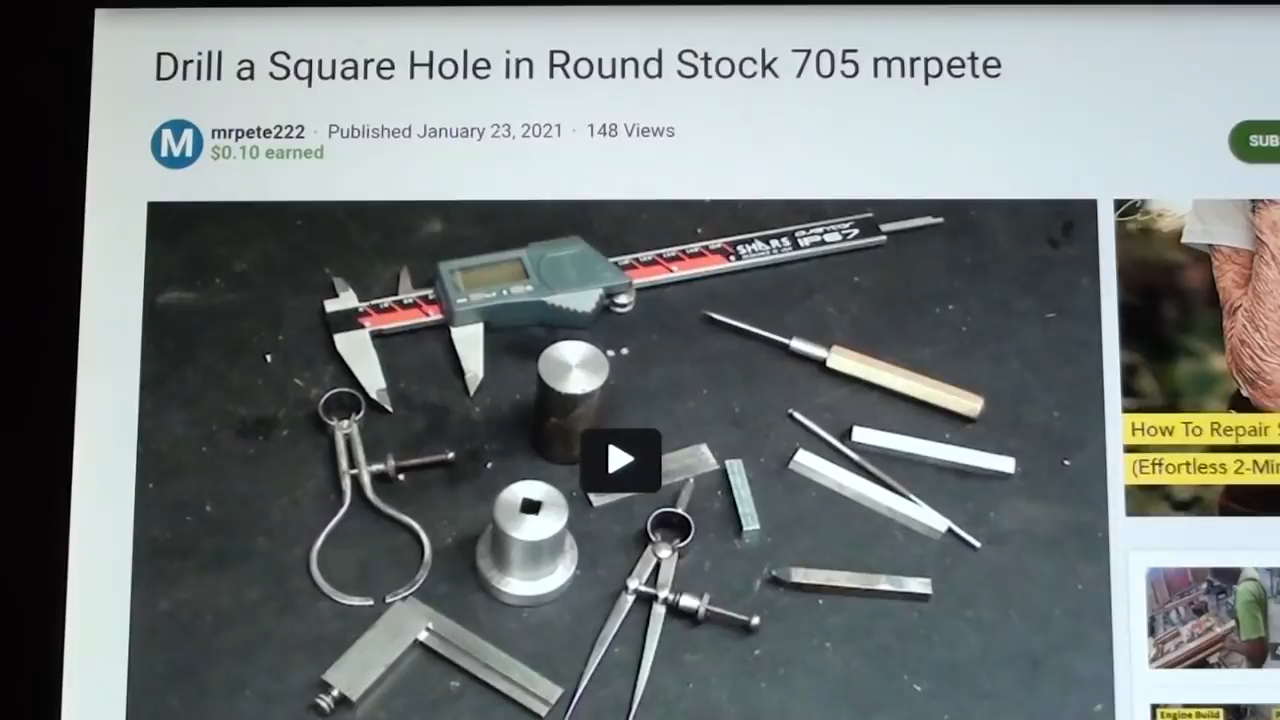 Drill a Square Hole in Round Stock 705 mrpete
M
mrpete222 · Published January 23, 2021 · 148 Views
$0.10 earned
SUB
SHARS
IP67
How To Repair
(Effortless 2-Min
Engine Build